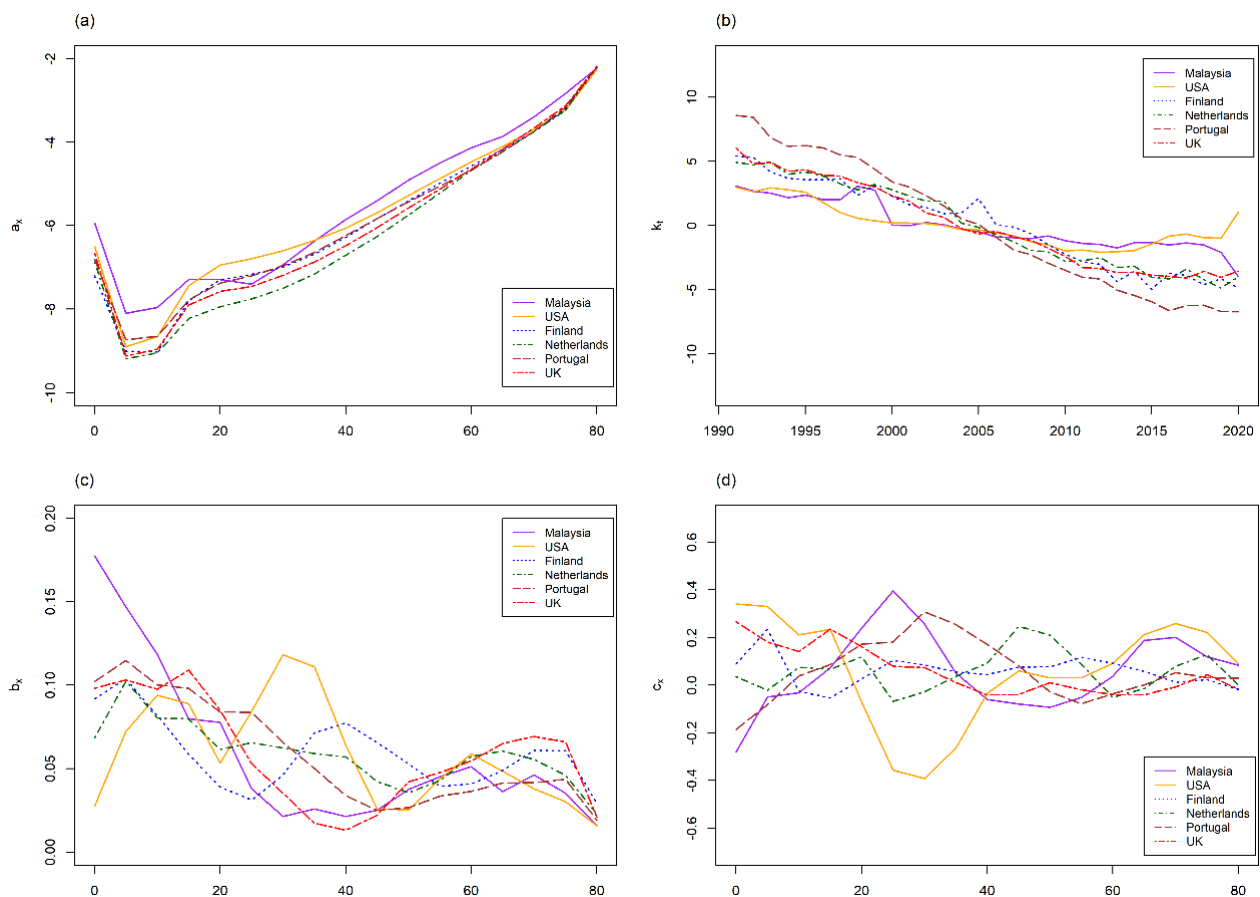 (a)
-2
-4
-6
-8
-10
a_x
0
20
40
60
80
Malaysia
USA
Finland
Netherlands
Portugal
UK
(b)
10
5
0
-5
-10
k_t
1990
1995
2000
2005
2010
2015
2020
Malaysia
USA
Finland
Netherlands
Portugal
UK
(c)
0.20
0.15
0.10
0.05
0.00
b_x
0
20
40
60
80
Malaysia
USA
Finland
Netherlands
Portugal
UK
(d)
0.6
0.4
0.2
0.0
-0.2
-0.4
-0.6
c_x
0
20
40
60
80
Malaysia
USA
Finland
Netherlands
Portugal
UK